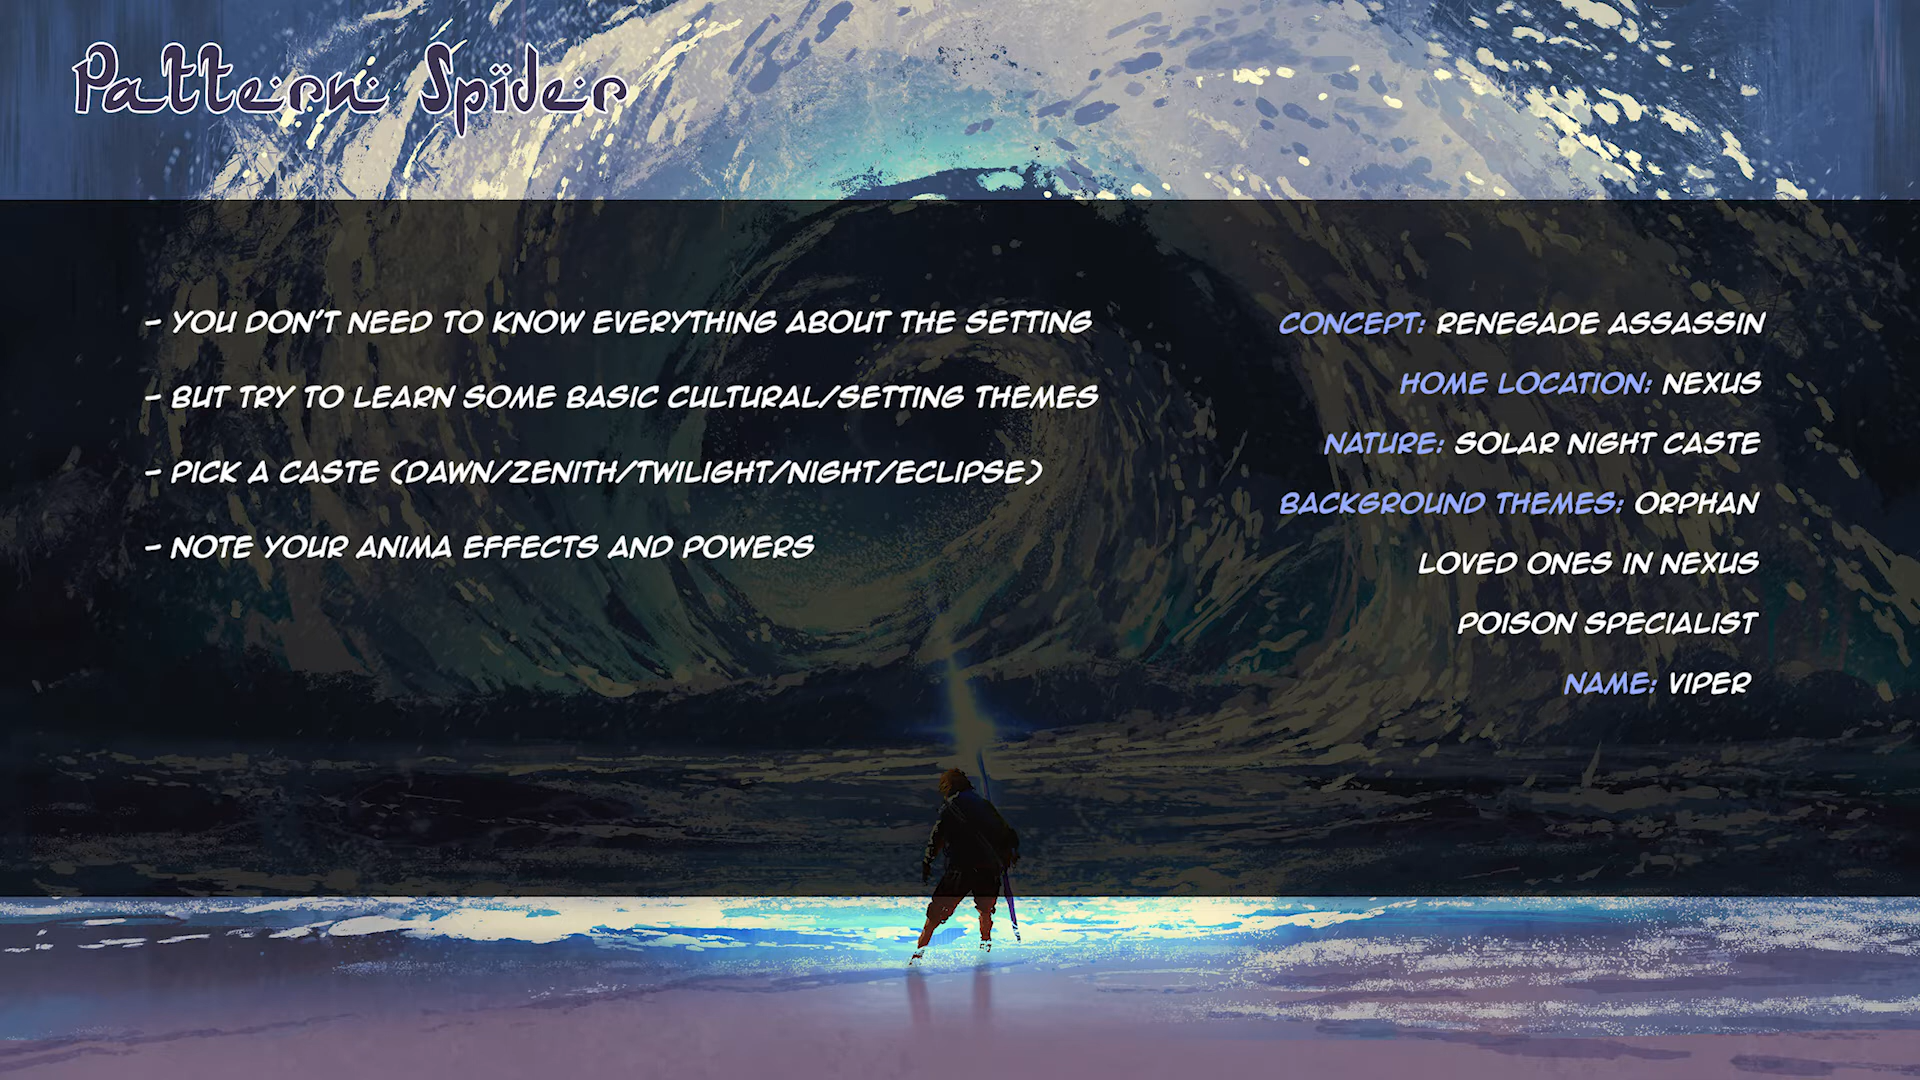 Pattern Spider
- YOU DON'T NEED TO KNOW EVERYTHING ABOUT THE SETTING
- BUT TRY TO LEARN SOME BASIC CULTURAL/SETTING THEMES
- PICK A CASTE (DAWN/ZENITH/TWILIGHT/NIGHT/ECLIPSE)
- NOTE YOUR ANIMA EFFECTS AND POWERS
CONCEPT: RENEGADE ASSASSIN
HOME LOCATION: NEXUS
NATURE: SOLAR NIGHT CASTE
BACKGROUND THEMES: ORPHAN
LOVED ONES IN NEXUS
POISON SPECIALIST
NAME: VIPER